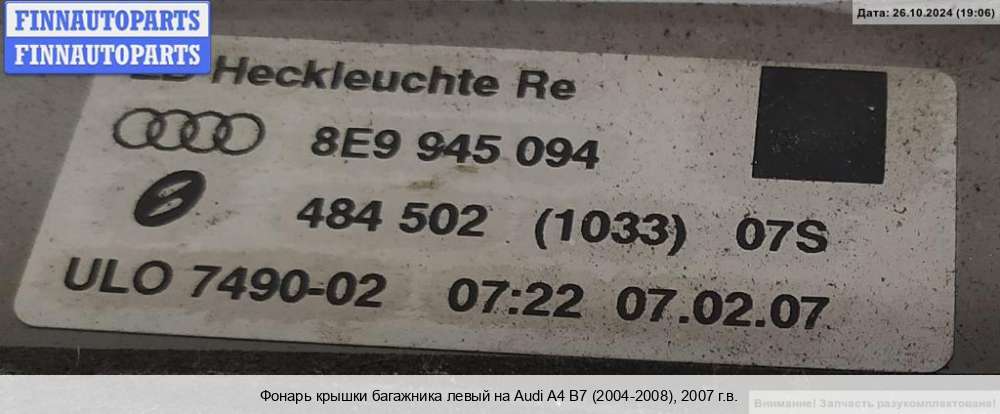 FINNAUTOPARTS
FINNAUTOPARTS
Дата: 26.10.2024 (19:06)
Heckleuchte Re
8E9 945 094
484 502 (1033) 07S
ULO 7490-02 07:22 07.02.07
Фонарь крышки багажника левый на Audi A4 B7 (2004-2008), 2007 г.в.
Внимание! Запчасть разукомплектована!